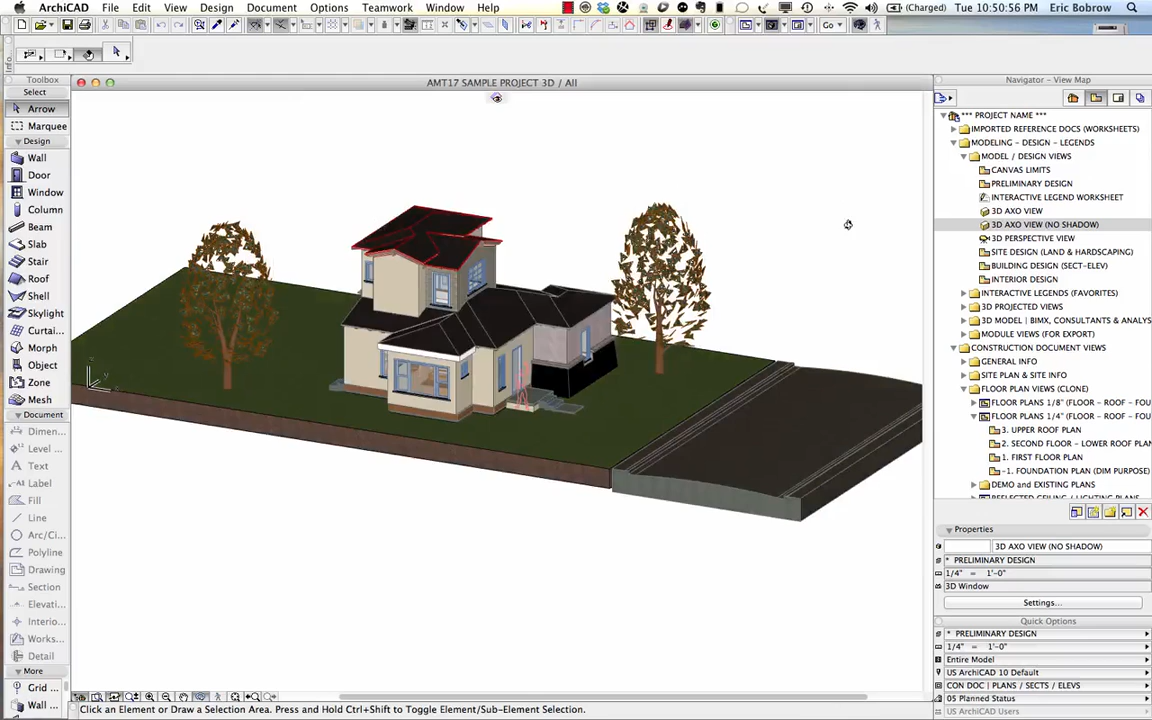 ArchiCAD File Edit View Design Document Options Teamwork Window Help (Charged) Tue 10:50:56 AM Eric Bobrow
Go
Info...
Toolbox
Select
Arrow
Marquee
Design
Wall
Door
Window
Column
Beam
Slab
Stair
Roof
Shell
Skylight
Curtai...
Morph
Object
Zone
Mesh
Document
Dimen...
Level ...
Text
Label
Fill
Line
Arc/Ci...
Polyline
Drawing
Section
Elevati...
Interio...
Works...
Detail
More
Grid ...
Wall ...
AMT17 SAMPLE PROJECT 3D / All
Navigator - View Map
*** PROJECT NAME ***
IMPORTED REFERENCE DOCS (WORKSHEETS)
MODELING - DESIGN - LEGENDS
MODEL / DESIGN VIEWS
CANVAS LIMITS
PRELIMINARY DESIGN
INTERACTIVE LEGEND WORKSHEET
3D AXO VIEW
3D AXO VIEW (NO SHADOW)
3D PERSPECTIVE VIEW
SITE DESIGN (LAND & HARDSCAPING)
BUILDING DESIGN (SECT-ELEV)
INTERIOR DESIGN
INTERACTIVE LEGENDS (FAVORITES)
3D PROJECTED VIEWS
3D MODEL | BIMX, CONSULTANTS & ANALYS
MODULE VIEWS (FOR EXPORT)
CONSTRUCTION DOCUMENT VIEWS
GENERAL INFO
SITE PLAN & SITE INFO
FLOOR PLAN VIEWS (CLONE)
FLOOR PLANS 1/8" (FLOOR - ROOF - FOU
FLOOR PLANS 1/4" (FLOOR - ROOF - FOU
3. UPPER ROOF PLAN
2. SECOND FLOOR - LOWER ROOF PLAN
1. FIRST FLOOR PLAN
-1. FOUNDATION PLAN (DIM PURPOSE)
DEMO and EXISTING PLANS
REFLECTED CEILING / LIGHTING PLANS
Properties
3D AXO VIEW (NO SHADOW)
* PRELIMINARY DESIGN
1/4" = 1'-0"
3D Window
Settings...
Quick Options
* PRELIMINARY DESIGN
1/4" = 1'-0"
Entire Model
US ArchiCAD 10 Default
CON DOC | PLANS / SECTS / ELEVS
05 Planned Status
US ArchiCAD Users
Click an Element or Draw a Selection Area. Press and Hold Ctrl+Shift to Toggle Element/Sub-Element Selection.